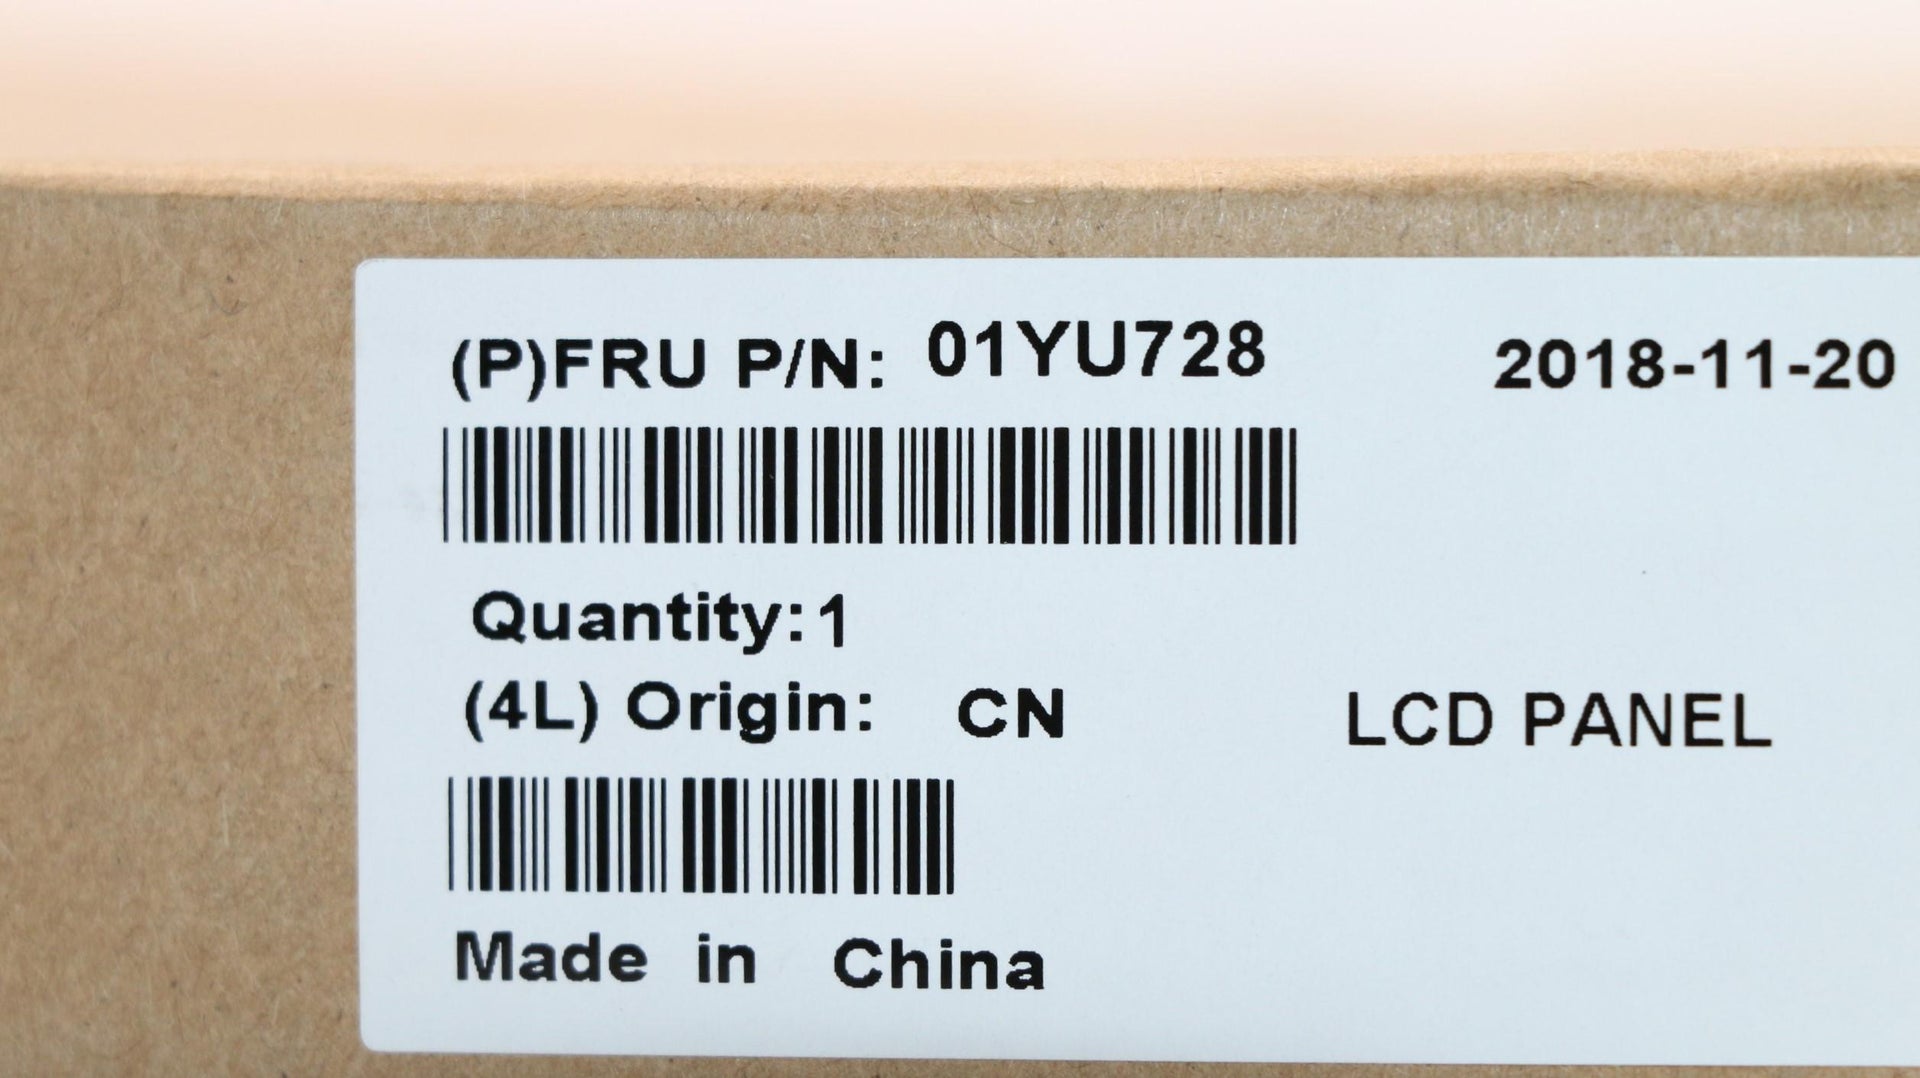 (P)FRU P/N: 01YU728 2018-11-20
Quantity:1
(4L) Origin: CN LCD PANEL
Made in China